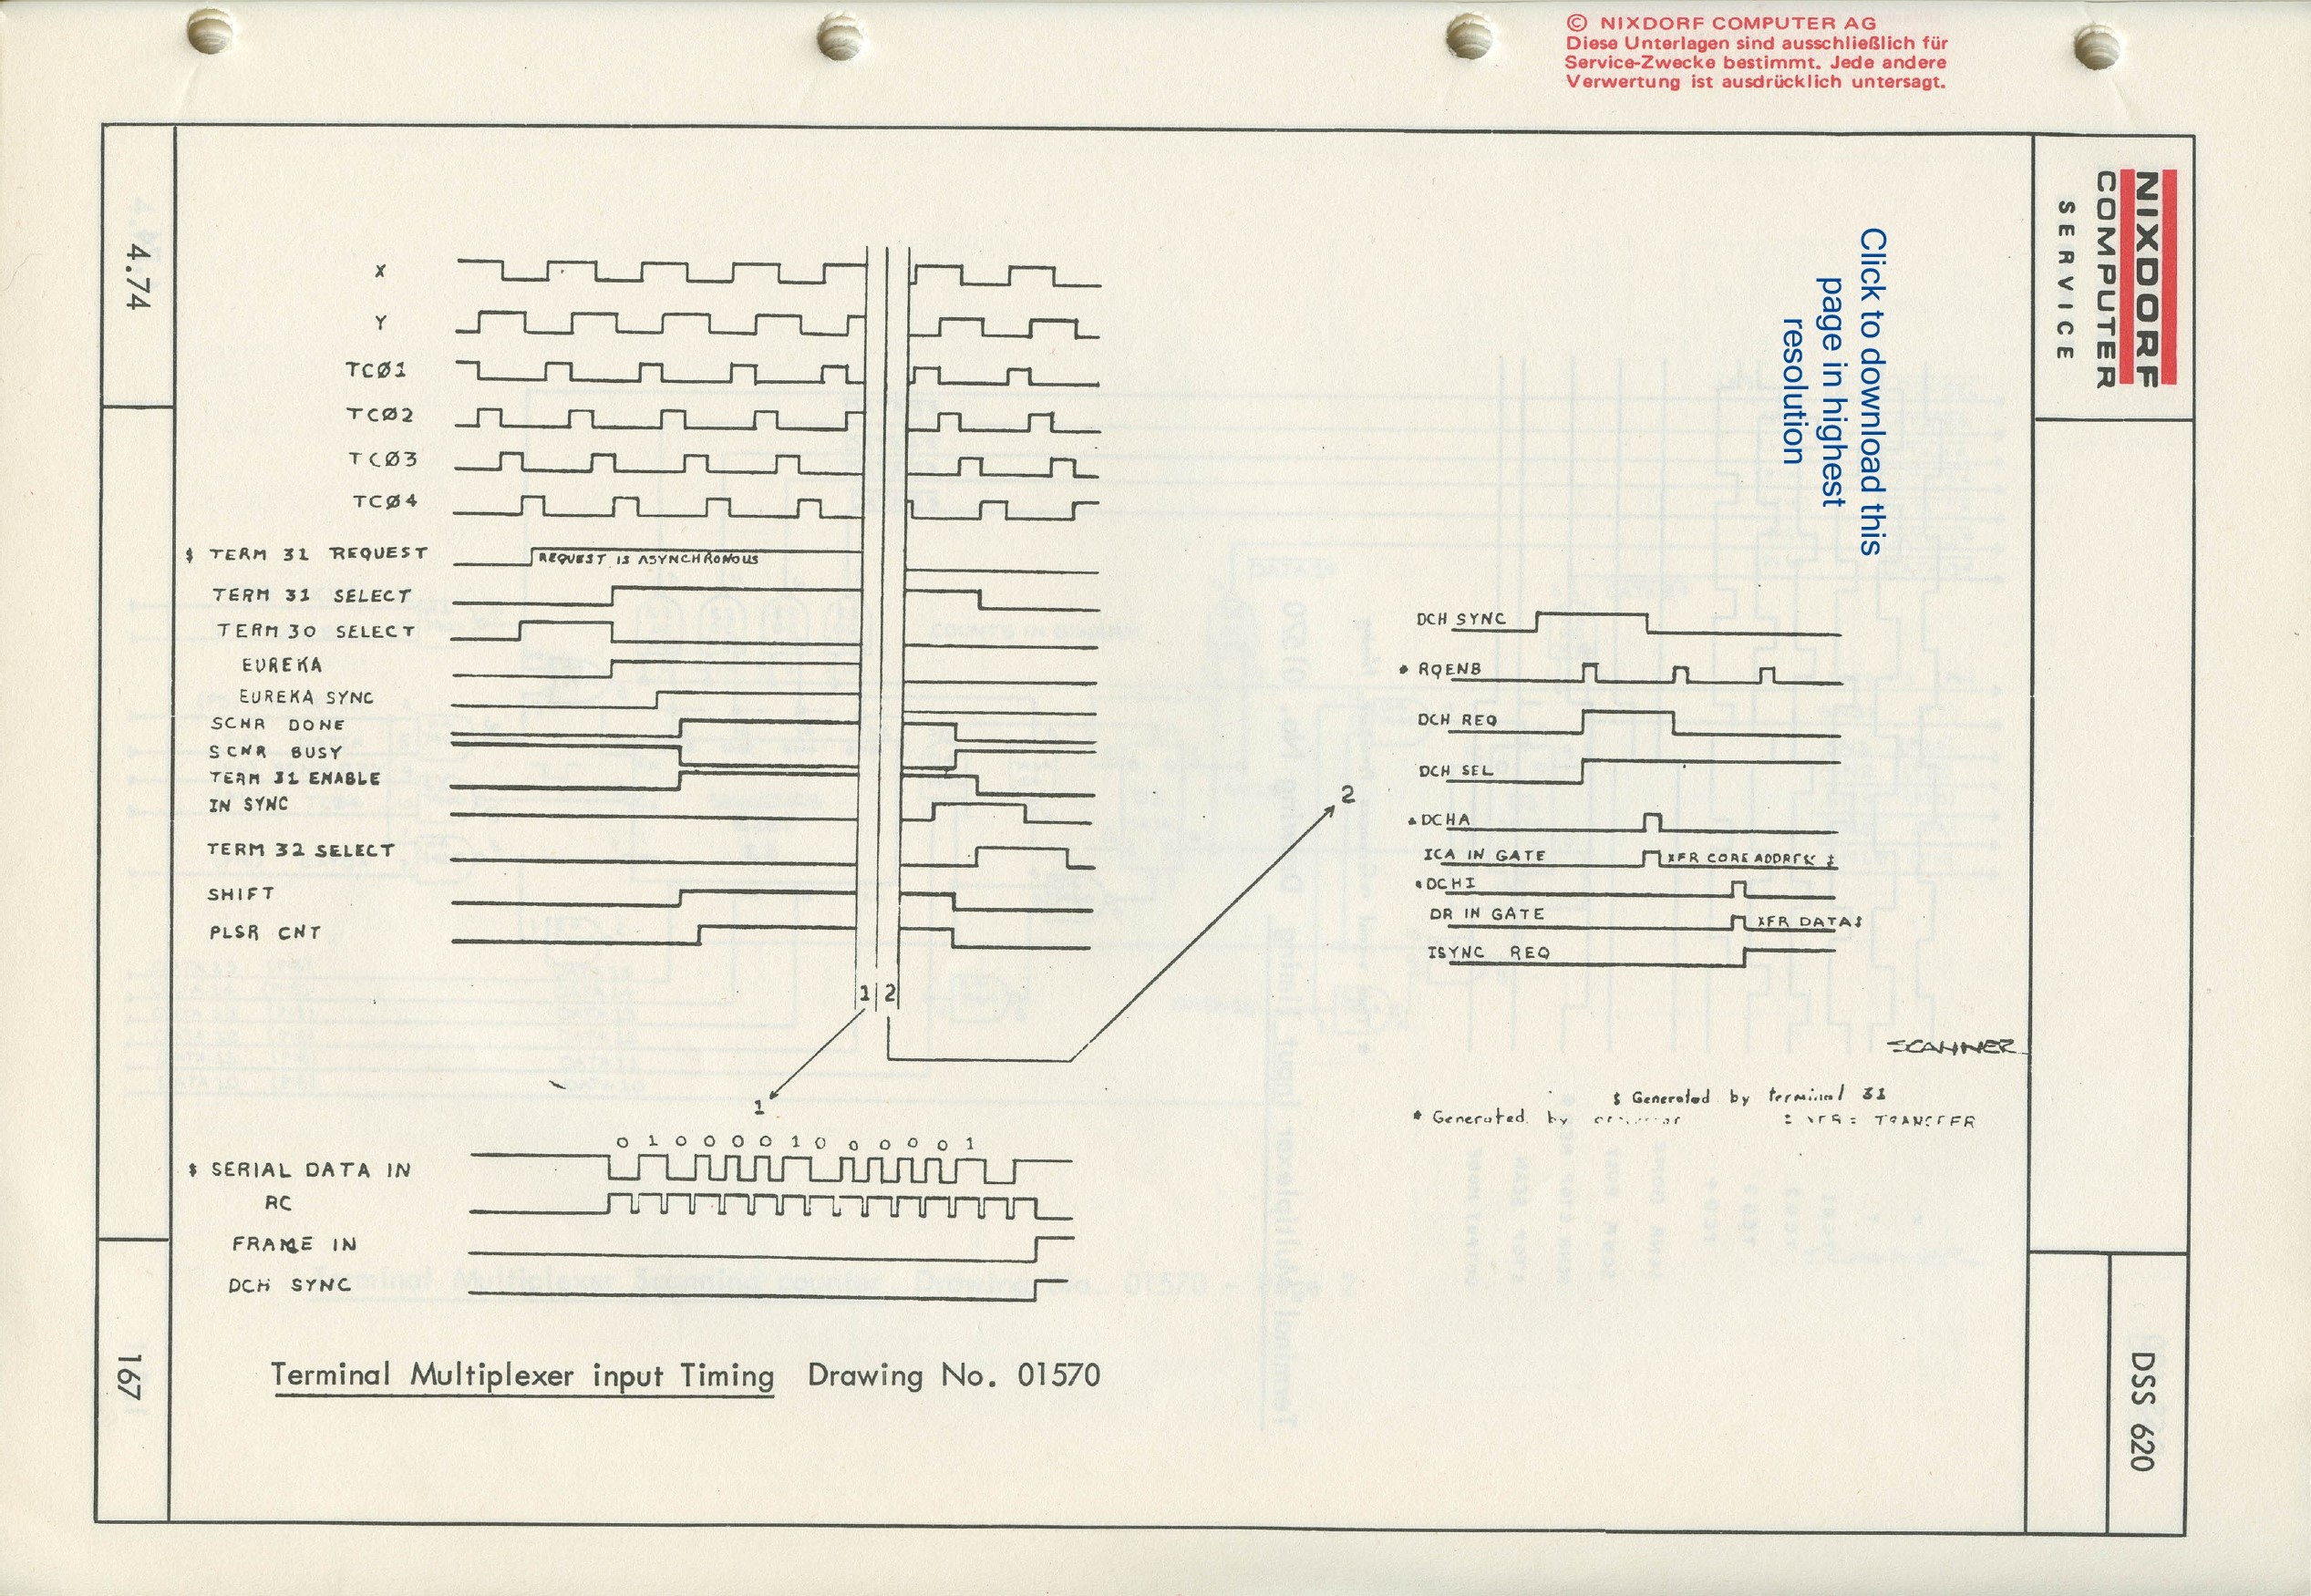 © NIXDORF COMPUTER AG
Diese Unterlagen sind ausschließlich für
Service-Zwecke bestimmt. Jede andere
Verwertung ist ausdrücklich untersagt.
NIXDORF
COMPUTER
SERVICE
4.74
Click to download this
page in highest
resolution
X
Y
TCØ1
TCØ2
TCØ3
TCØ4
$ TERM 31 REQUEST
REQUEST IS ASYNCHRONOUS
TERM 31 SELECT
TERM 30 SELECT
EUREKA
EUREKA SYNC
SCNR DONE
SCNR BUSY
TERM 31 ENABLE
IN SYNC
TERM 32 SELECT
SHIFT
PLSR CNT
1 2
1
2
DCH SYNC
* RQENB
DCH REQ
DCH SEL
* DCHA
ICA IN GATE XFR CORE ADDRESS ‡
* DCHI
DR IN GATE XFR DATA‡
ISYNC REQ
SCANNER
$ Generated by terminal 31
* Generated by XFR = TRANSFER
0 1 0 0 0 0 1 0 0 0 0 0 1
$ SERIAL DATA IN
RC
FRAME IN
DCH SYNC
Terminal Multiplexer input Timing Drawing No. 01570
167
DSS 620